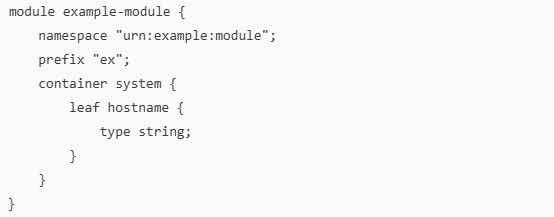 module example-module {
    namespace "urn:example:module";
    prefix "ex";
    container system {
        leaf hostname {
            type string;
        }
    }
}